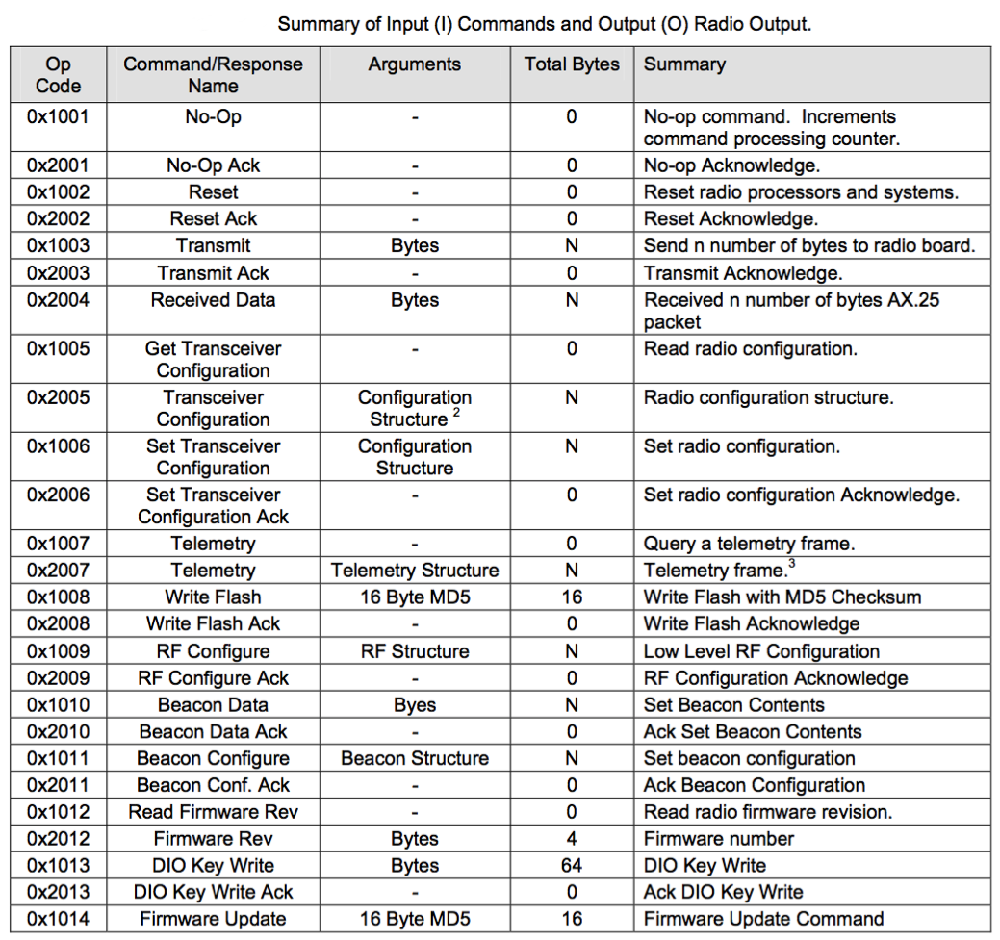 Summary of Input (I) Commands and Output (O) Radio Output.
Op Code Command/Response Name Arguments Total Bytes Summary
0x1001 No-Op - 0 No-op command. Increments command processing counter.
0x2001 No-Op Ack - 0 No-op Acknowledge.
0x1002 Reset - 0 Reset radio processors and systems.
0x2002 Reset Ack - 0 Reset Acknowledge.
0x1003 Transmit Bytes N Send n number of bytes to radio board.
0x2003 Transmit Ack - 0 Transmit Acknowledge.
0x2004 Received Data Bytes N Received n number of bytes AX.25 packet
0x1005 Get Transceiver Configuration - 0 Read radio configuration.
0x2005 Transceiver Configuration Configuration Structure 2 N Radio configuration structure.
0x1006 Set Transceiver Configuration Configuration Structure N Set radio configuration.
0x2006 Set Transceiver Configuration Ack - 0 Set radio configuration Acknowledge.
0x1007 Telemetry - 0 Query a telemetry frame.
0x2007 Telemetry Telemetry Structure N Telemetry frame.3
0x1008 Write Flash 16 Byte MD5 16 Write Flash with MD5 Checksum
0x2008 Write Flash Ack - 0 Write Flash Acknowledge
0x1009 RF Configure RF Structure N Low Level RF Configuration
0x2009 RF Configure Ack - 0 RF Configuration Acknowledge
0x1010 Beacon Data Byes N Set Beacon Contents
0x2010 Beacon Data Ack - 0 Ack Set Beacon Contents
0x1011 Beacon Configure Beacon Structure N Set beacon configuration
0x2011 Beacon Conf. Ack - 0 Ack Beacon Configuration
0x1012 Read Firmware Rev - 0 Read radio firmware revision.
0x2012 Firmware Rev Bytes 4 Firmware number
0x1013 DIO Key Write Bytes 64 DIO Key Write
0x2013 DIO Key Write Ack - 0 Ack DIO Key Write
0x1014 Firmware Update 16 Byte MD5 16 Firmware Update Command